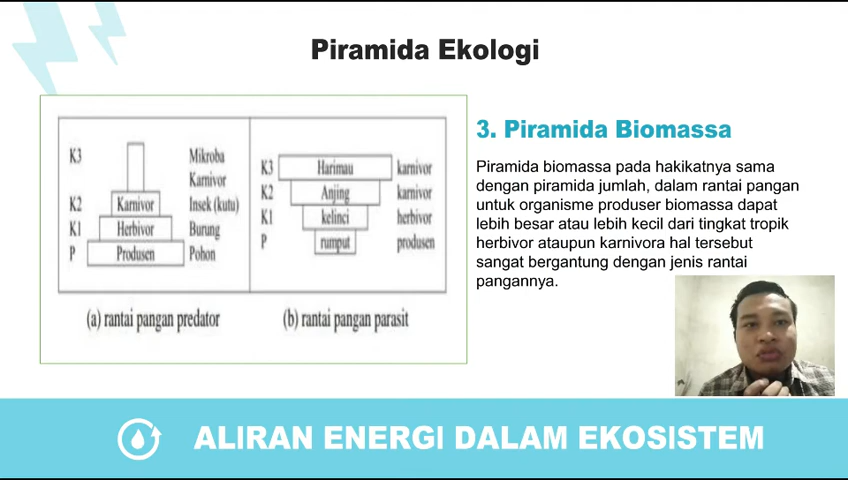 Piramida Ekologi
K3
Mikroba
Karnivor
K2
Karnivor
Insek (kutu)
K1
Herbivor
Burung
P
Produsen
Pohon
(a) rantai pangan predator
K3
Harimau
karnivor
K2
Anjing
karnivor
K1
kelinci
herbivor
P
rumput
produsen
(b) rantai pangan parasit
3. Piramida Biomassa
Piramida biomassa pada hakikatnya sama
dengan piramida jumlah, dalam rantai pangan
untuk organisme produser biomassa dapat
lebih besar atau lebih kecil dari tingkat tropik
herbivor ataupun karnivora hal tersebut
sangat bergantung dengan jenis rantai
pangannya.
ALIRAN ENERGI DALAM EKOSISTEM